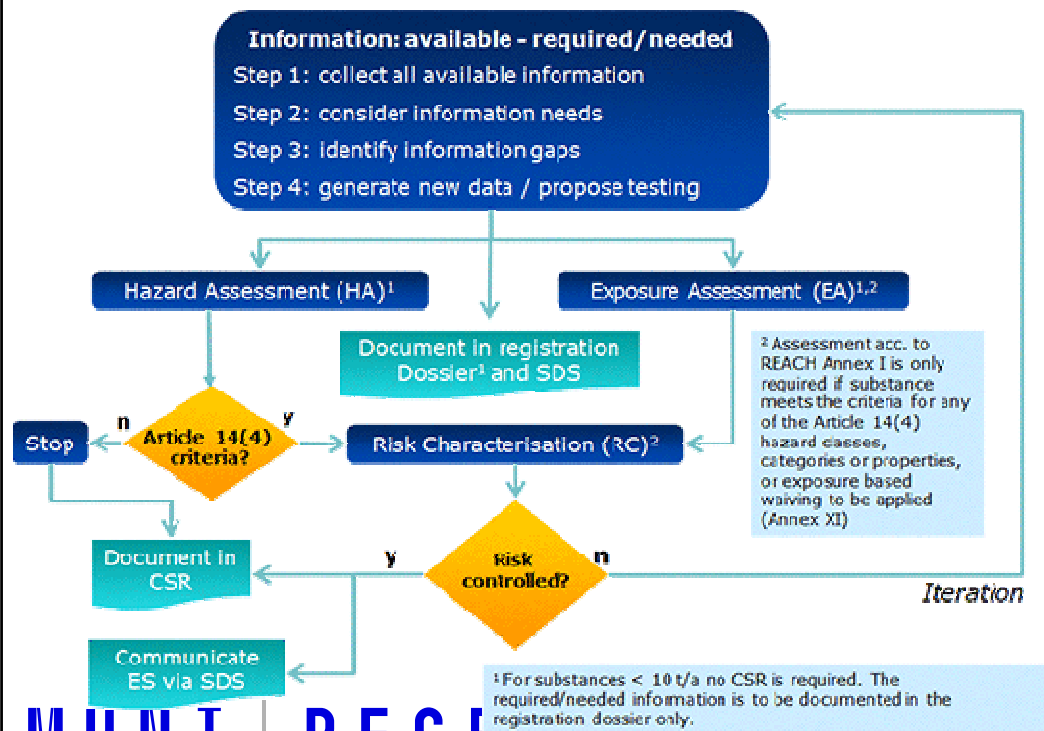 Information: available - required/needed
Step 1: collect all available information
Step 2: consider information needs
Step 3: identify information gaps
Step 4: generate new data / propose testing
Hazard Assessment (HA)¹
Exposure Assessment (EA)¹,²
Document in registration
Dossier¹ and SDS
² Assessment acc. to
REACH Annex I is only
required if substance
meets the criteria for any
of the Article 14(4)
hazard classes,
categories or properties,
or exposure based
waiving to be applied
(Annex XI)
n
y
Stop
Article 14(4)
criteria?
Risk Characterisation (RC)²
Document in
CSR
y
Risk
controlled?
n
Iteration
Communicate
ES via SDS
¹ For substances < 10 t/a no CSR is required. The
required/needed information is to be documented in the
registration dossier only.